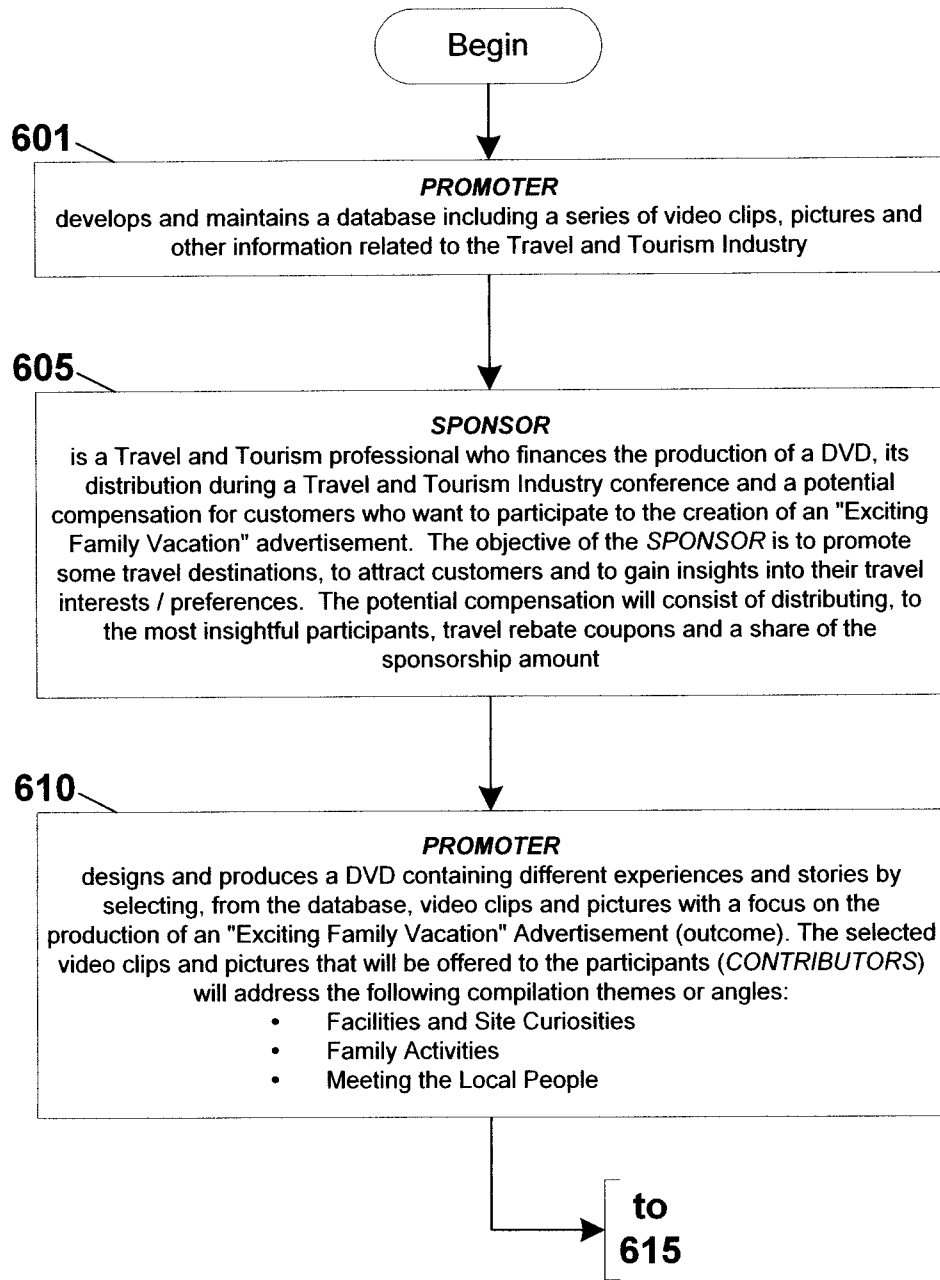 Begin
601
PROMOTER
develops and maintains a database including a series of video clips, pictures and
other information related to the Travel and Tourism Industry
605
SPONSOR
is a Travel and Tourism professional who finances the production of a DVD, its
distribution during a Travel and Tourism Industry conference and a potential
compensation for customers who want to participate to the creation of an "Exciting
Family Vacation" advertisement. The objective of the SPONSOR is to promote
some travel destinations, to attract customers and to gain insights into their travel
interests / preferences. The potential compensation will consist of distributing, to
the most insightful participants, travel rebate coupons and a share of the
sponsorship amount
610
PROMOTER
designs and produces a DVD containing different experiences and stories by
selecting, from the database, video clips and pictures with a focus on the
production of an "Exciting Family Vacation" Advertisement (outcome). The selected
video clips and pictures that will be offered to the participants (CONTRIBUTORS)
will address the following compilation themes or angles:
• Facilities and Site Curiosities
• Family Activities
• Meeting the Local People
to
615